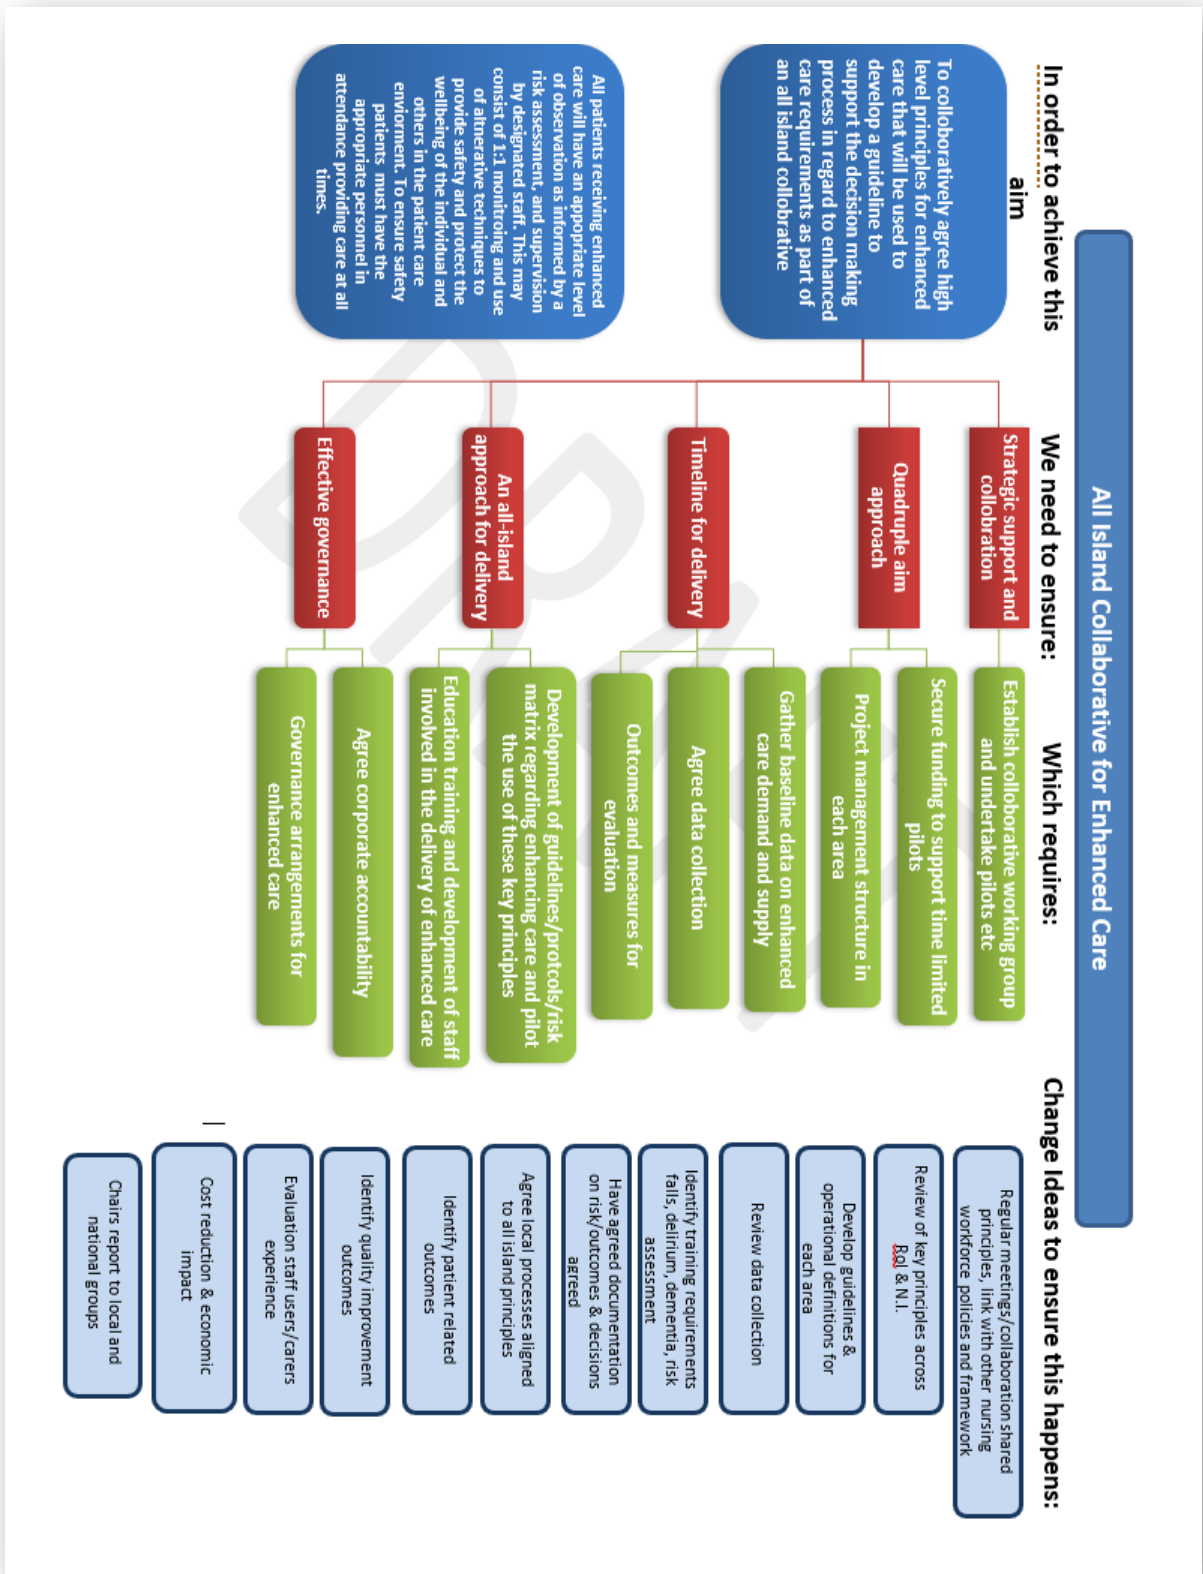 All Island Collaborative for Enhanced Care
In order to achieve this
aim
We need to ensure:
Which requires:
Change Ideas to ensure this happens:
To colloboratively agree high
level principles for enhanced
care that will be used to
develop a guideline to
support the decision making
process in regard to enhanced
care requirements as part of
an all island collobrative
All patients receiving enhanced
care will have an appopriate level
of observation as informed by a
risk assessment, and supervision
by designated staff. This may
consist of 1:1 monitroing and use
of altnerative techniques to
provide safety and protect the
wellbeing of the individual and
others in the patient care
enviorment. To ensure safety
patients must have the
appropriate personnel in
attendance providing care at all
times.
Strategic support and
collobration
Quadruple aim
approach
Timeline for delivery
An all-island
approach for delivery
Effective governance
Establish colloborative working group
and undertake pilots etc
Secure funding to support time limited
pilots
Project management structure in
each area
Gather baseline data on enhanced
care demand and supply
Agree data collection
Outcomes and measures for
evaluation
Development of guidelines/protcols/risk
matrix regarding enhancing care and pilot
the use of these key principles
Education training and development of staff
involved in the delivery of enhanced care
Agree corporate accountability
Governance arrangements for
enhanced care
Regular meetings/collaboration shared
principles, link with other nursing
workforce policies and framework
Review of key principles across
RoI & N.I.
Develop guidelines &
operational definitions for
each area
Review data collection
Identify training requirements
falls, delirium, dementia, risk
assessment
Have agreed documentation
on risk/outcomes & decisions
agreed
Agree local processes aligned
to all island principles
Identify patient related
outcomes
Identify quality improvement
outcomes
Evaluation staff users/carers
experience
Cost reduction & economic
impact
Chairs report to local and
national groups
DRAFT